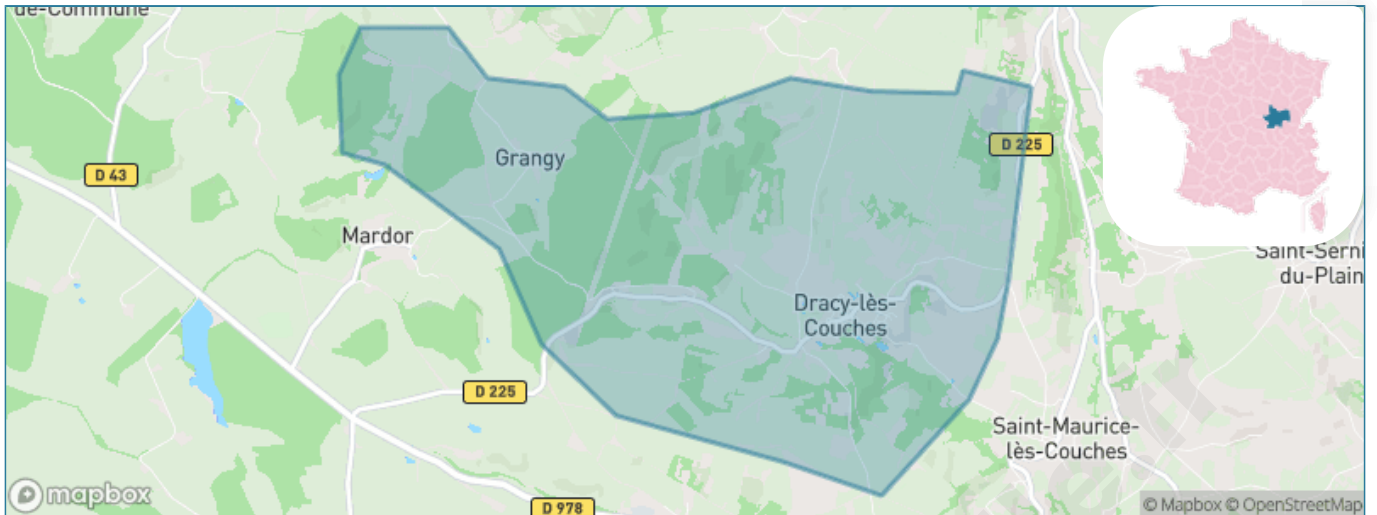 de-Commune
D 225
Grangy
D 43
Mardor
Saint-Serni
du-Plain
Dracy-lès-
Couches
D 225
Saint-Maurice-
lès-Couches
mapbox
D 978
© Mapbox © OpenStreetMap